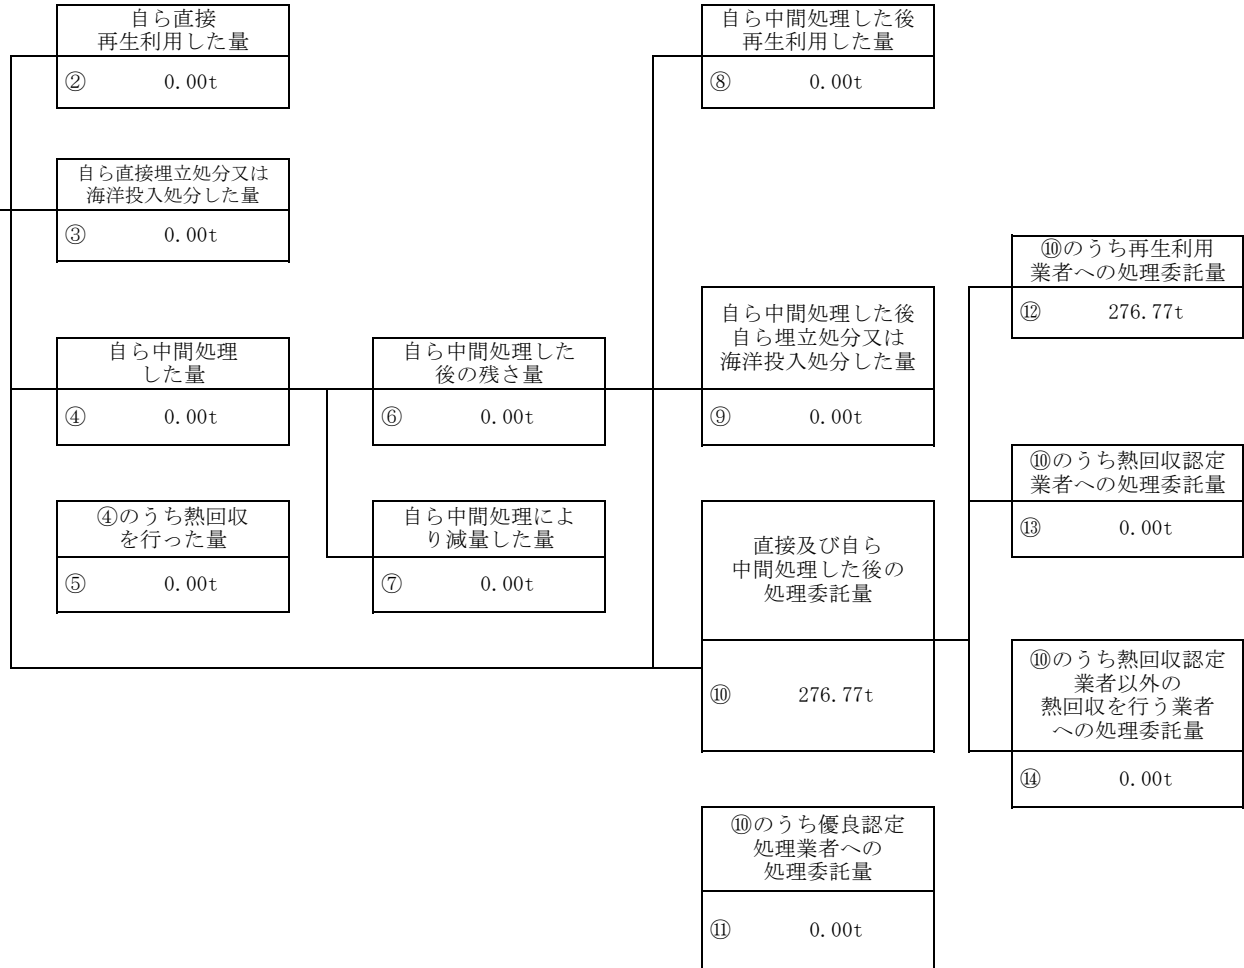 自ら直接
再生利用した量
② 0.00t
自ら直接埋立処分又は
海洋投入処分した量
③ 0.00t
自ら中間処理
した量
④ 0.00t
④のうち熱回収
を行った量
⑤ 0.00t
自ら中間処理した
後の残さ量
⑥ 0.00t
自ら中間処理によ
り減量した量
⑦ 0.00t
自ら中間処理した後
再生利用した量
⑧ 0.00t
自ら中間処理した後
自ら埋立処分又は
海洋投入処分した量
⑨ 0.00t
直接及び自ら
中間処理した後の
処理委託量
⑩ 276.77t
⑩のうち優良認定
処理業者への
処理委託量
⑪ 0.00t
⑩のうち再生利用
業者への処理委託量
⑫ 276.77t
⑩のうち熱回収認定
業者への処理委託量
⑬ 0.00t
⑩のうち熱回収認定
業者以外の
熱回収を行う業者
への処理委託量
⑭ 0.00t